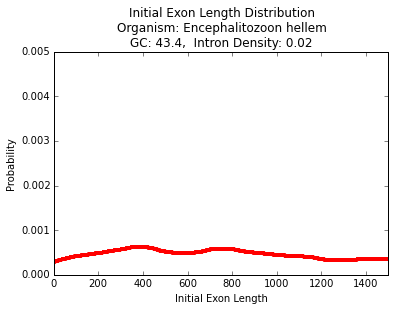 Initial Exon Length Distribution
Organism: Encephalitozoon hellem
GC: 43.4,  Intron Density: 0.02
0.005
0.004
0.003
0.002
0.001
0.000
Probability
0 200 400 600 800 1000 1200 1400
Initial Exon Length